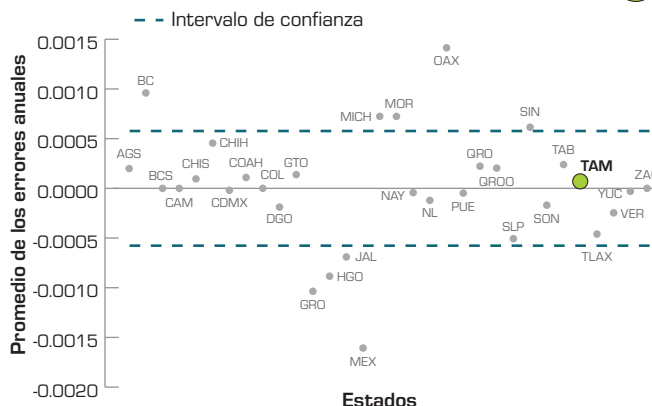 Intervalo de confianza
Promedio de los errores anuales
0.0015
0.0010
0.0005
0.0000
-0.0005
-0.0010
-0.0015
-0.0020
AGS
BC
BCS
CAM
CHIS
CHIH
CDMX
COAH
COL
DGO
GTO
GRO
HGO
JAL
MEX
MICH
MOR
NAY
NL
OAX
PUE
QRO
QROO
SLP
SIN
SON
TAB
TAM
TLAX
VER
YUC
ZAC
Estados